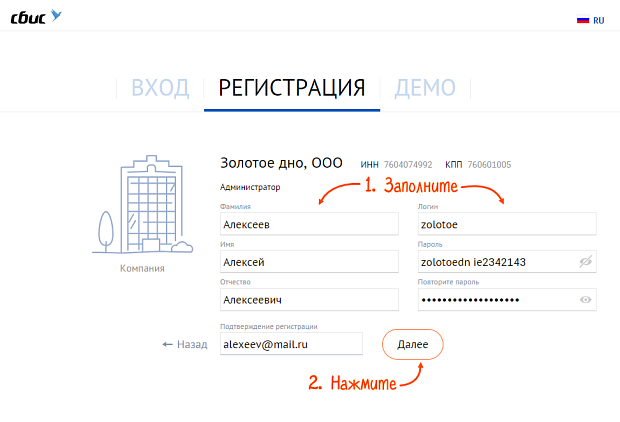 сбис
RU
ВХОД РЕГИСТРАЦИЯ ДЕМО
Золотое дно, ООО ИНН 7604074992 КПП 760601005
Администратор
1. Заполните
Фамилия Логин
Алексеев zolotoe
Имя Пароль
Алексей zolotoedn ie2342143
Компания
Отчество Повторите пароль
Алексеевич •••••••••••••••••••
Подтверждение регистрации
← Назад alexeev@mail.ru Далее
2. Нажмите